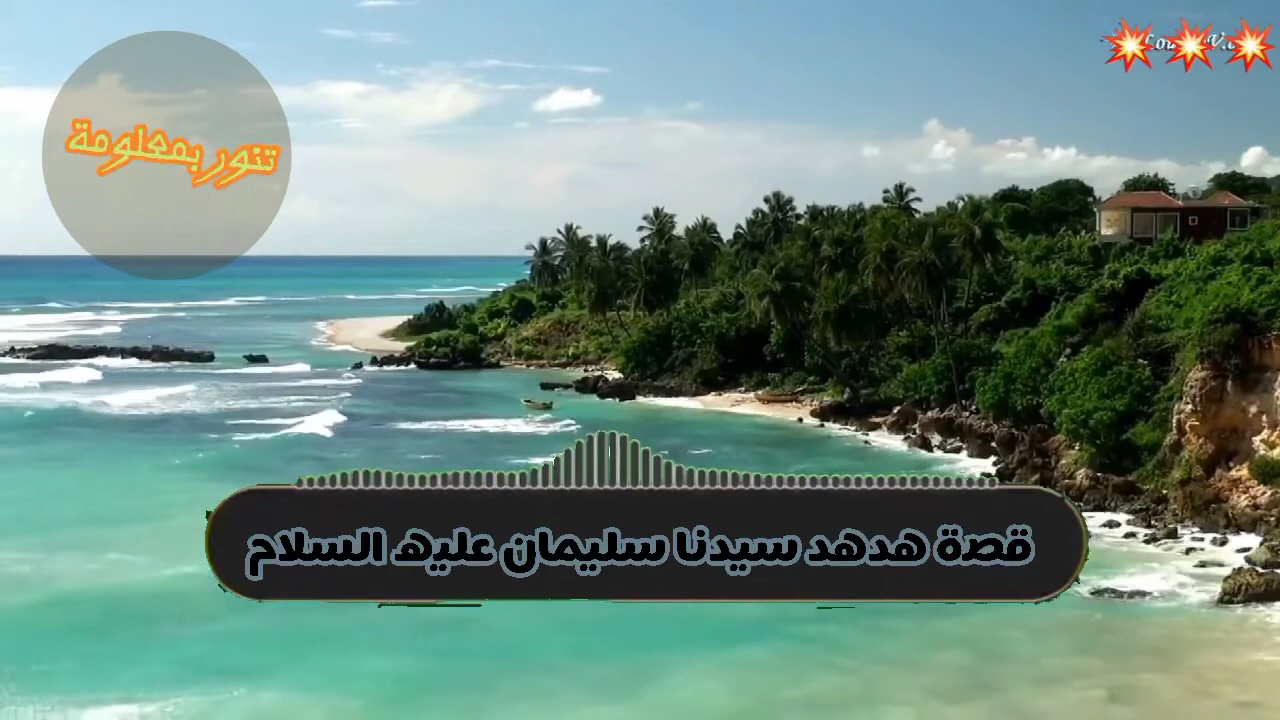 تنور بمعلومة
قصة هدهد سيدنا سليمان عليه السلام